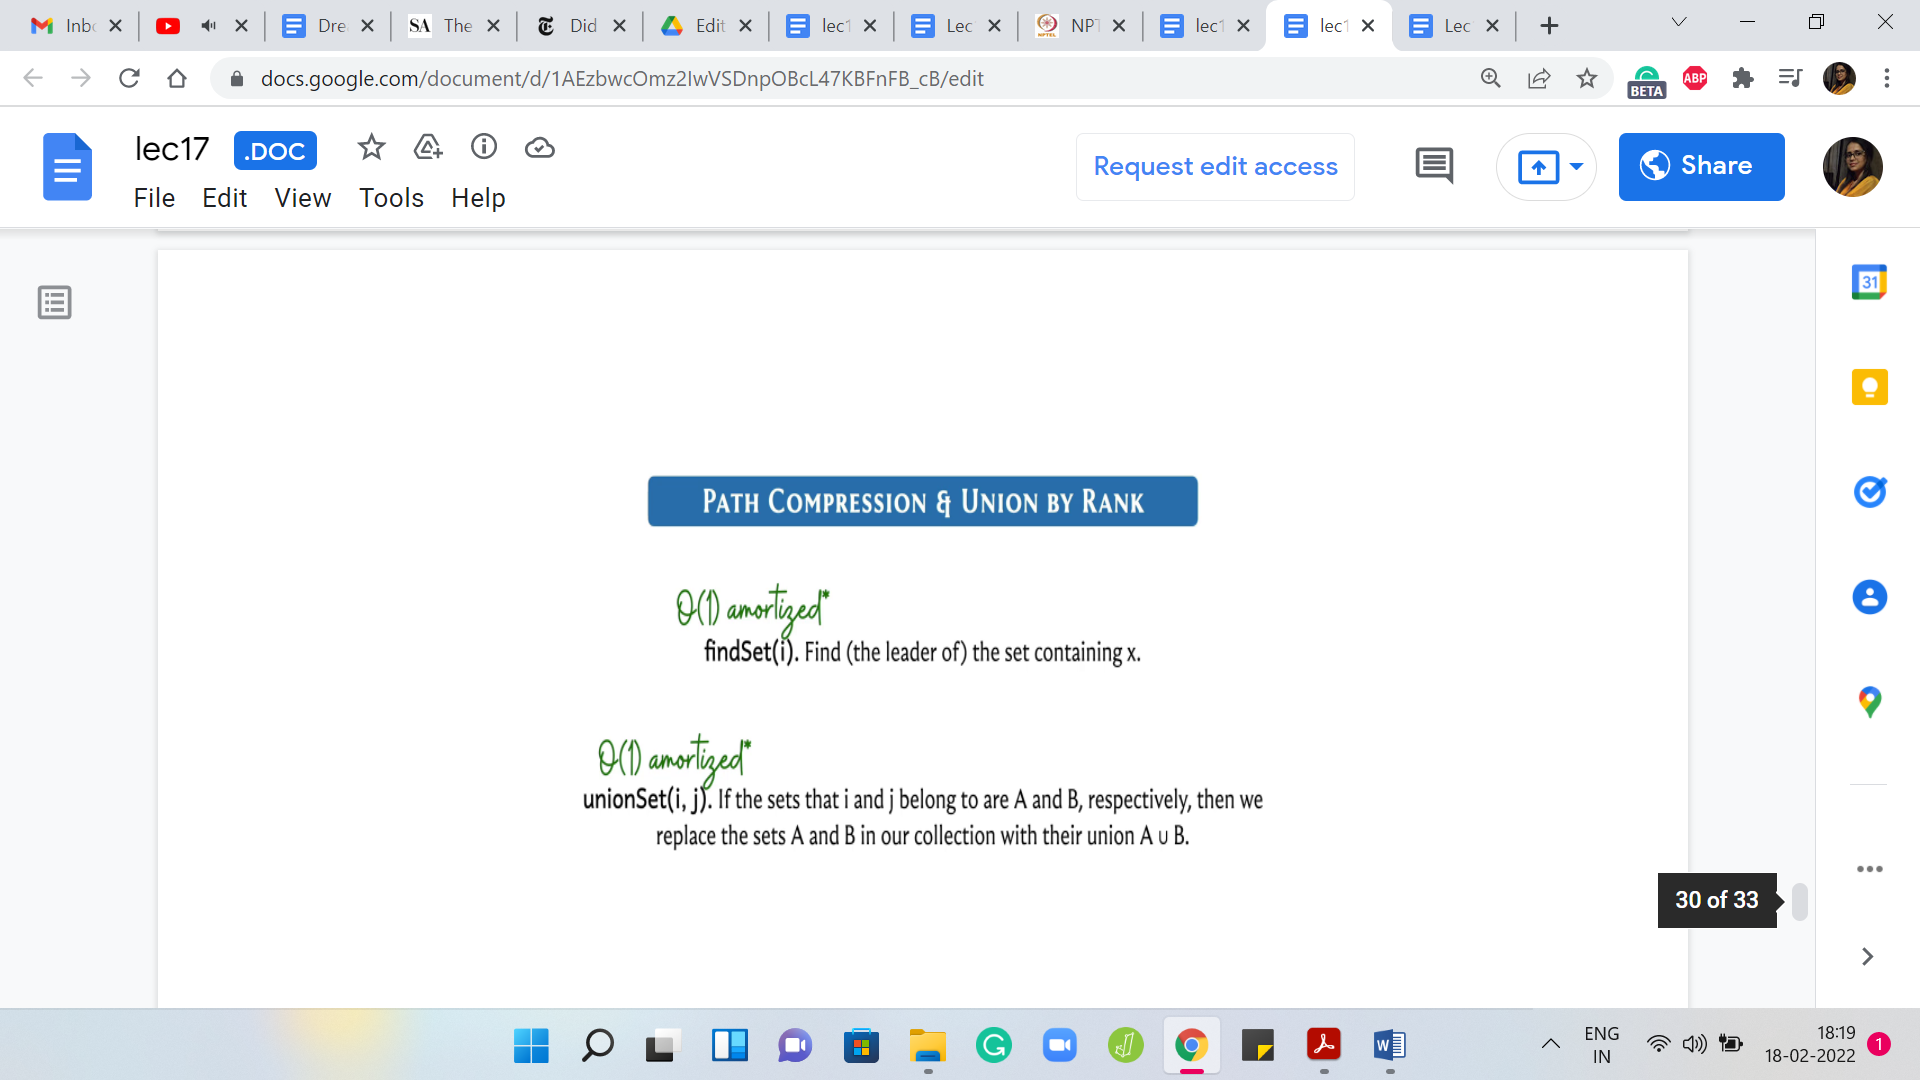 Inb
Dre
SA The
Did
Edit
lec1
Lec
NPT
lec1
lec1
Lec
docs.google.com/document/d/1AEzbwcOmz2IwVSDnpOBcL47KBFnFB_cB/edit
ABP
BETA
lec17 .DOC
Request edit access
Share
File Edit View Tools Help
31
PATH COMPRESSION & UNION BY RANK
O(1) amortized*
findSet(i). Find (the leader of) the set containing x.
O(1) amortized*
unionSet(i, j). If the sets that i and j belong to are A and B, respectively, then we
replace the sets A and B in our collection with their union A ∪ B.
30 of 33
ENG
IN
18:19
18-02-2022
1